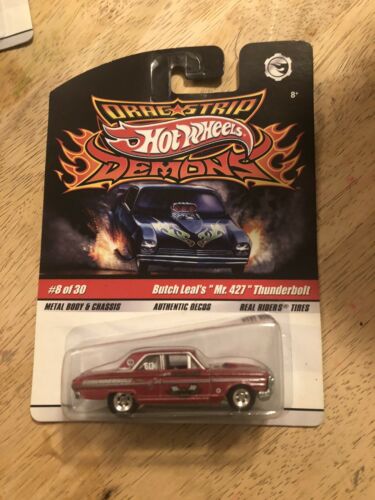 8+
DRAG★STRIP
Hot Wheels
DEMONS
#8 of 30
Butch Leal's "Mr. 427" Thunderbolt
METAL BODY & CHASSIS
AUTHENTIC DECOS
REAL RIDERS® TIRES